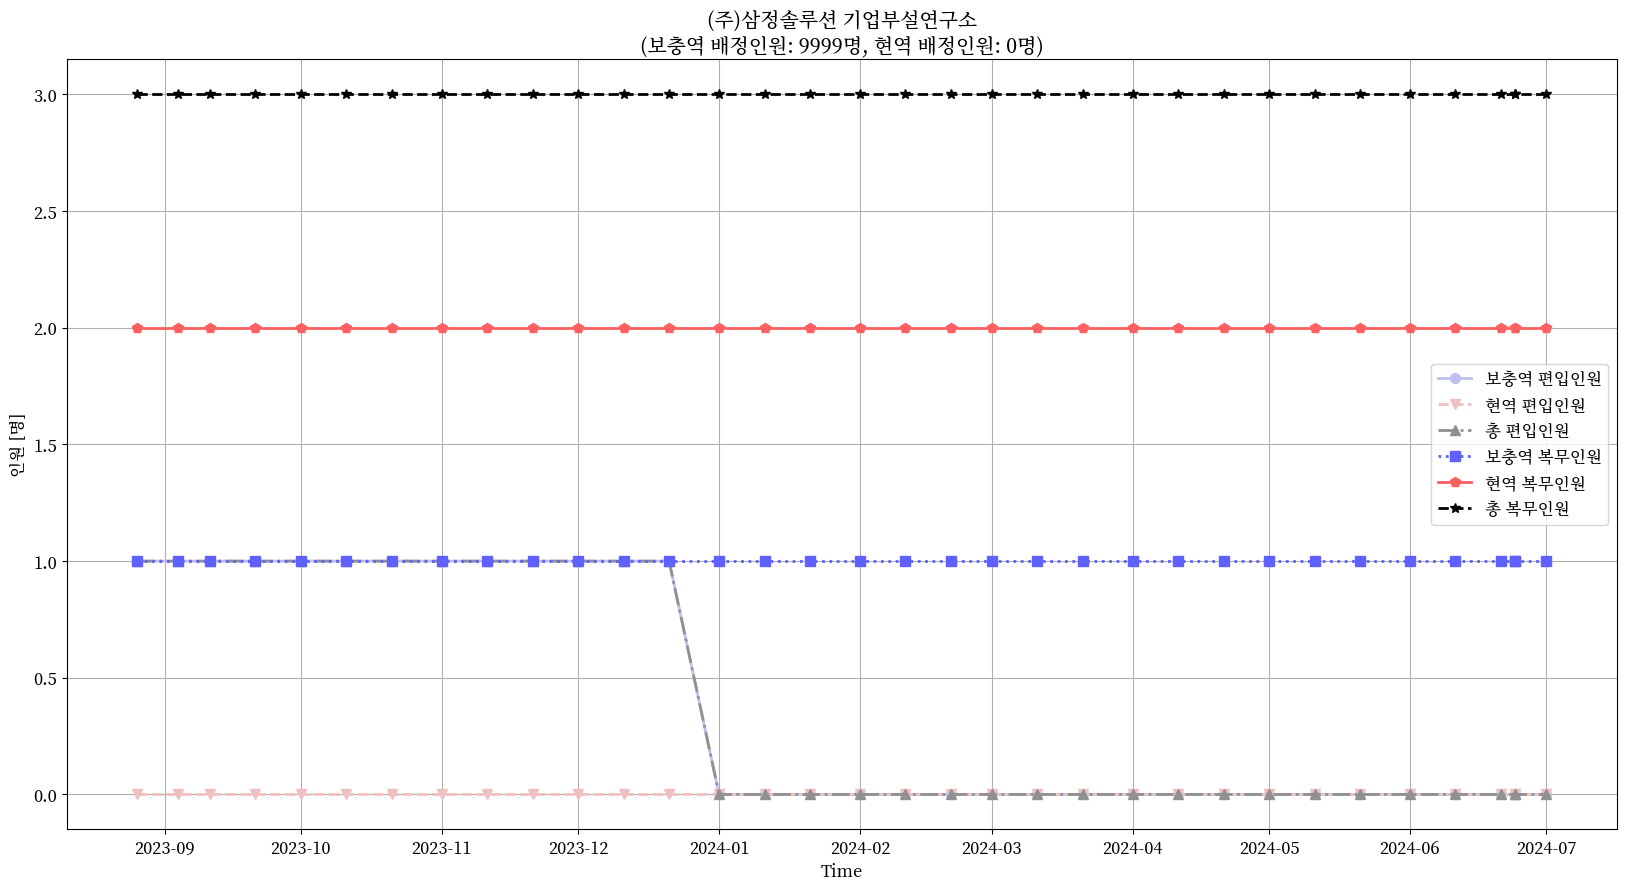 (주)삼정솔루션 기업부설연구소
(보충역 배정인원: 9999명, 현역 배정인원: 0명)
인원 [명]
3.0
2.5
2.0
1.5
1.0
0.5
0.0
보충역 편입인원
현역 편입인원
총 편입인원
보충역 복무인원
현역 복무인원
총 복무인원
2023-09
2023-10
2023-11
2023-12
2024-01
2024-02
2024-03
2024-04
2024-05
2024-06
2024-07
Time